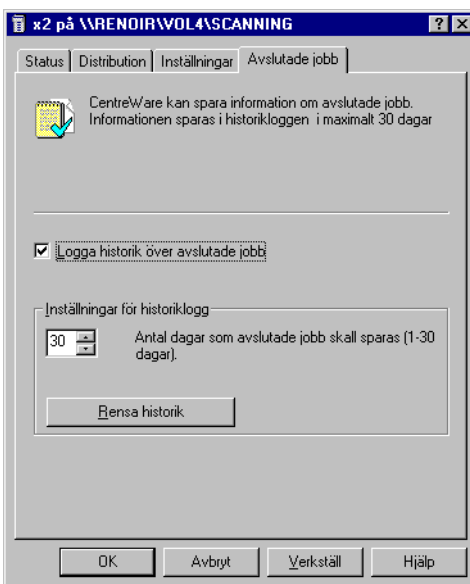 x2 på \\RENOIR\VOL4\SCANNING
Status Distribution Inställningar Avslutade jobb
CentreWare kan spara information om avslutade jobb.
Informationen sparas i historikloggen i maximalt 30 dagar
Logga historik över avslutade jobb
Inställningar för historiklogg
30 Antal dagar som avslutade jobb skall sparas (1-30
dagar).
Rensa historik
OK Avbryt Verkställ Hjälp